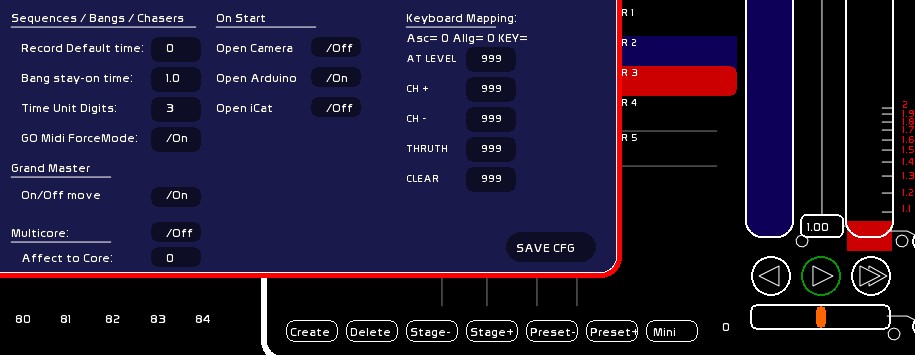 Sequences / Bangs / Chasers
Record Default time: 0
Bang stay-on time: 1.0
Time Unit Digits: 3
GO Midi ForceMode: /On
Grand Master
On/Off move /On
Multicore: /Off
Affect to Core: 0
On Start
Open Camera /Off
Open Arduino /On
Open iCat /Off
Keyboard Mapping:
Asc= 0 Allg= 0 KEY=
AT LEVEL 999
CH + 999
CH - 999
THRUTH 999
CLEAR 999
SAVE CFG
R 1
R 2
R 3
R 4
R 5
2
1.9
1.8
1.7
1.6
1.5
1.4
1.3
1.2
1.1
1.00
80 81 82 83 84
Create Delete Stage- Stage+ Preset- Preset+ Mini 0